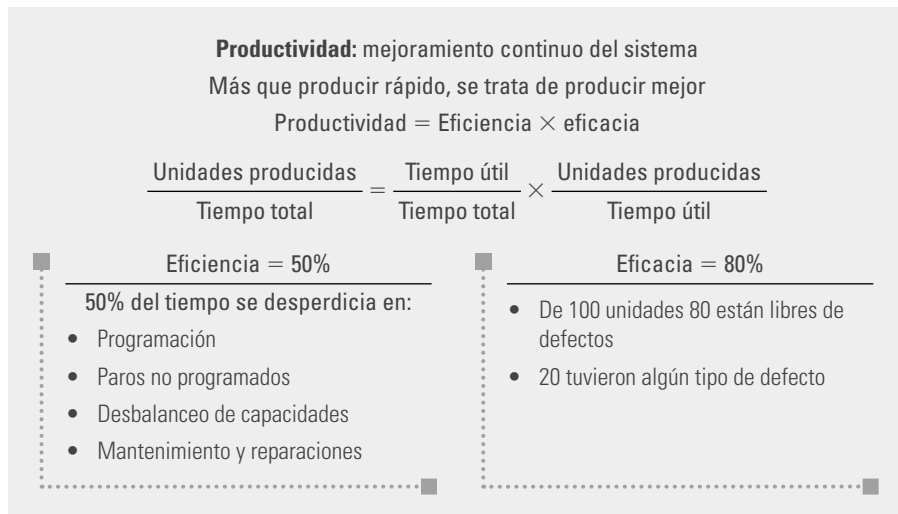 Productividad: mejoramiento continuo del sistema
Más que producir rápido, se trata de producir mejor
Productividad = Eficiencia × eficacia
Unidades producidas / Tiempo total = Tiempo útil / Tiempo total × Unidades producidas / Tiempo útil
Eficiencia = 50%
50% del tiempo se desperdicia en:
• Programación
• Paros no programados
• Desbalanceo de capacidades
• Mantenimiento y reparaciones
Eficacia = 80%
• De 100 unidades 80 están libres de
defectos
• 20 tuvieron algún tipo de defecto